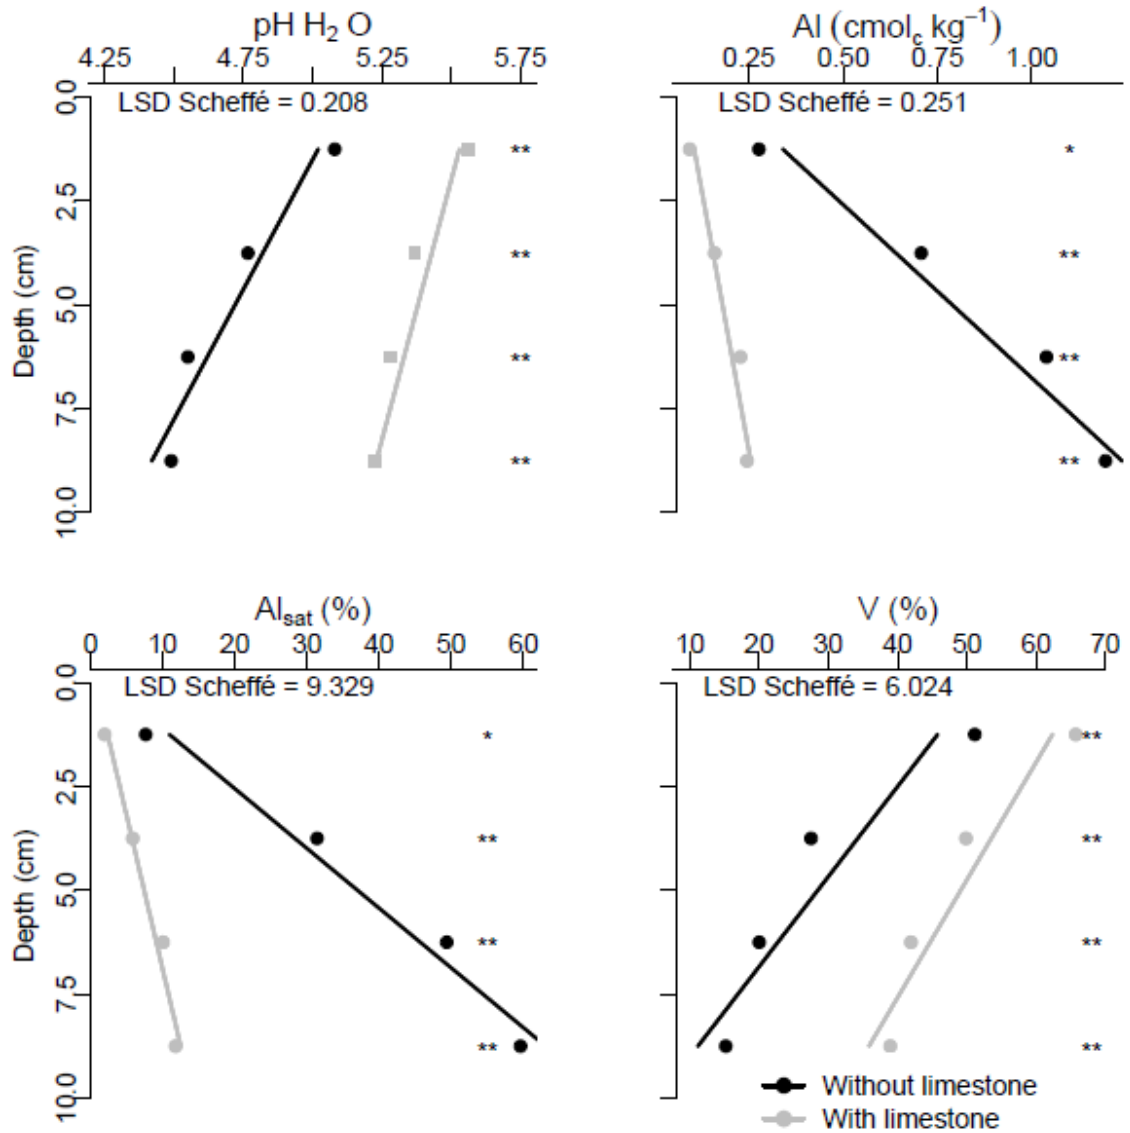 pH H₂ O
4.25 4.75 5.25 5.75
LSD Scheffé = 0.208
Depth (cm)
0.0
2.5
5.0
7.5
10.0
**
**
**
**
Al (cmol꜀ kg⁻¹)
0.25 0.50 0.75 1.00
LSD Scheffé = 0.251
*
**
**
**
Alsat (%)
0 10 20 30 40 50 60
LSD Scheffé = 9.329
Depth (cm)
0.0
2.5
5.0
7.5
10.0
*
**
**
**
V (%)
10 20 30 40 50 60 70
LSD Scheffé = 6.024
**
**
**
**
Without limestone
With limestone